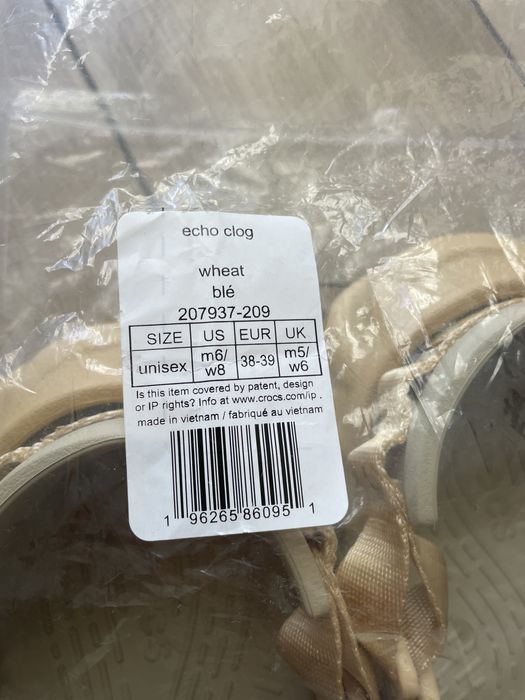 echo clog
wheat
blé
207937-209
SIZE US EUR UK
unisex m6/ w8 38-39 m5/ w6
Is this item covered by patent, design
or IP rights? Info at www.crocs.com/ip .
made in vietnam / fabriqué au vietnam
1 96265 86095 1